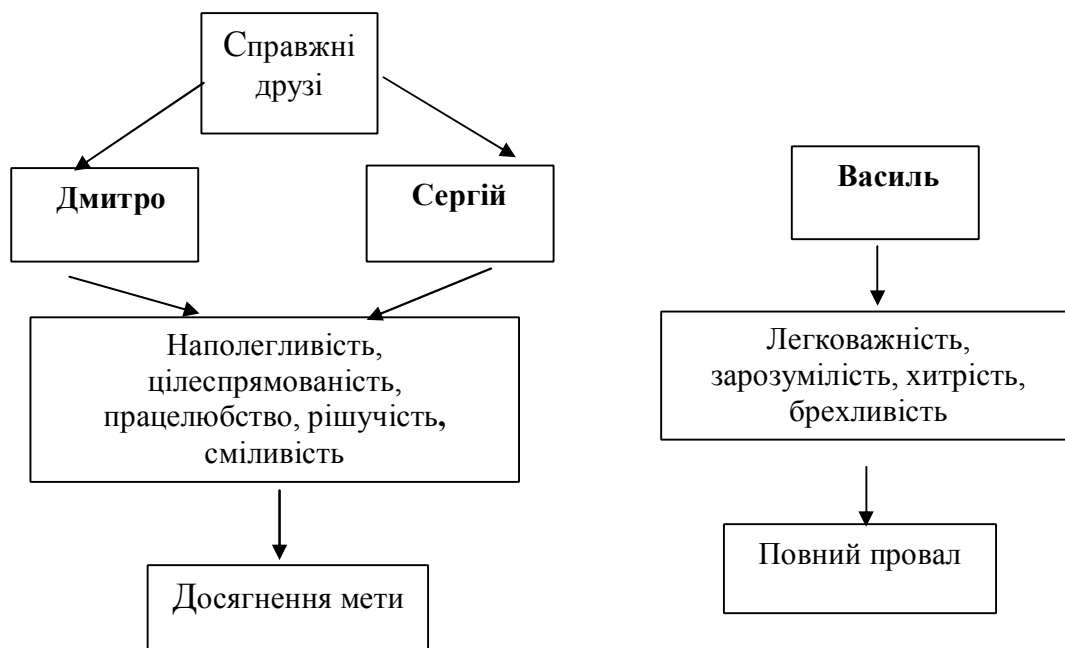 Справжні
друзі
Дмитро
Сергій
Василь
Наполегливість,
цілеспрямованість,
працелюбство, рішучість,
сміливість
Легковажність,
зарозумілість, хитрість,
брехливість
Досягнення мети
Повний провал